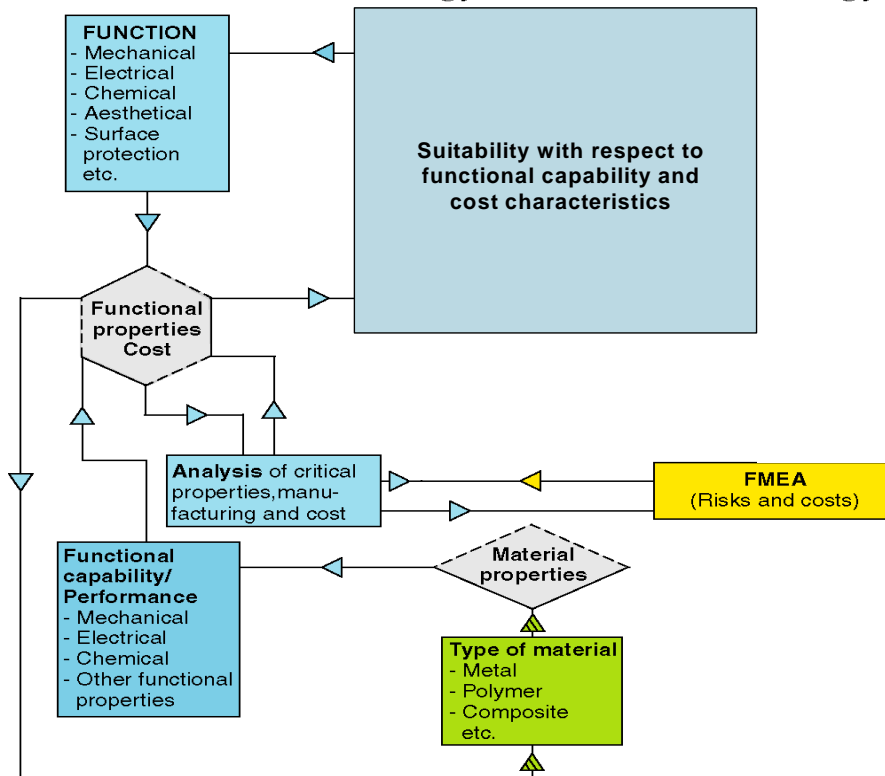 FUNCTION
- Mechanical
- Electrical
- Chemical
- Aesthetical
- Surface
protection
etc.
Suitability with respect to
functional capability and
cost characteristics
Functional
properties
Cost
Analysis of critical
properties,manu-
facturing and cost
FMEA
(Risks and costs)
Functional
capability/
Performance
- Mechanical
- Electrical
- Chemical
- Other functional
properties
Material
properties
Type of material
- Metal
- Polymer
- Composite
etc.